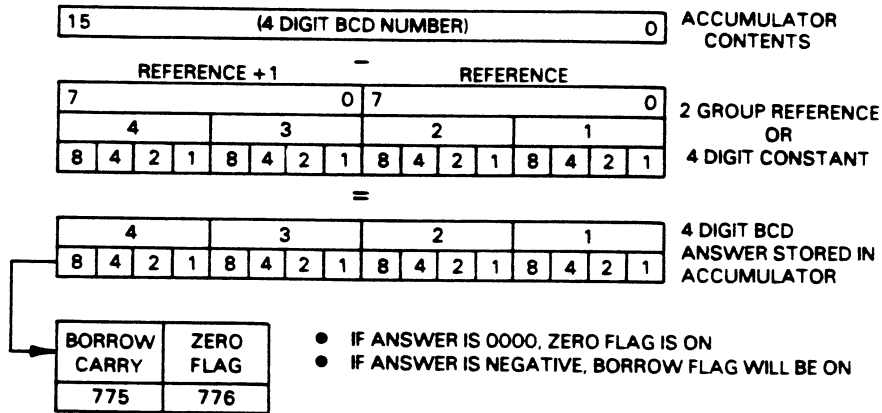 15 (4 DIGIT BCD NUMBER) 0 ACCUMULATOR
CONTENTS
–
REFERENCE +1 REFERENCE
7 0 7 0
2 GROUP REFERENCE
OR
4 DIGIT CONSTANT
4 3 2 1
8 4 2 1 8 4 2 1 8 4 2 1 8 4 2 1
=
4 3 2 1
8 4 2 1 8 4 2 1 8 4 2 1 8 4 2 1
4 DIGIT BCD
ANSWER STORED IN
ACCUMULATOR
BORROW
CARRY
ZERO
FLAG
775 776
● IF ANSWER IS 0000, ZERO FLAG IS ON
● IF ANSWER IS NEGATIVE, BORROW FLAG WILL BE ON